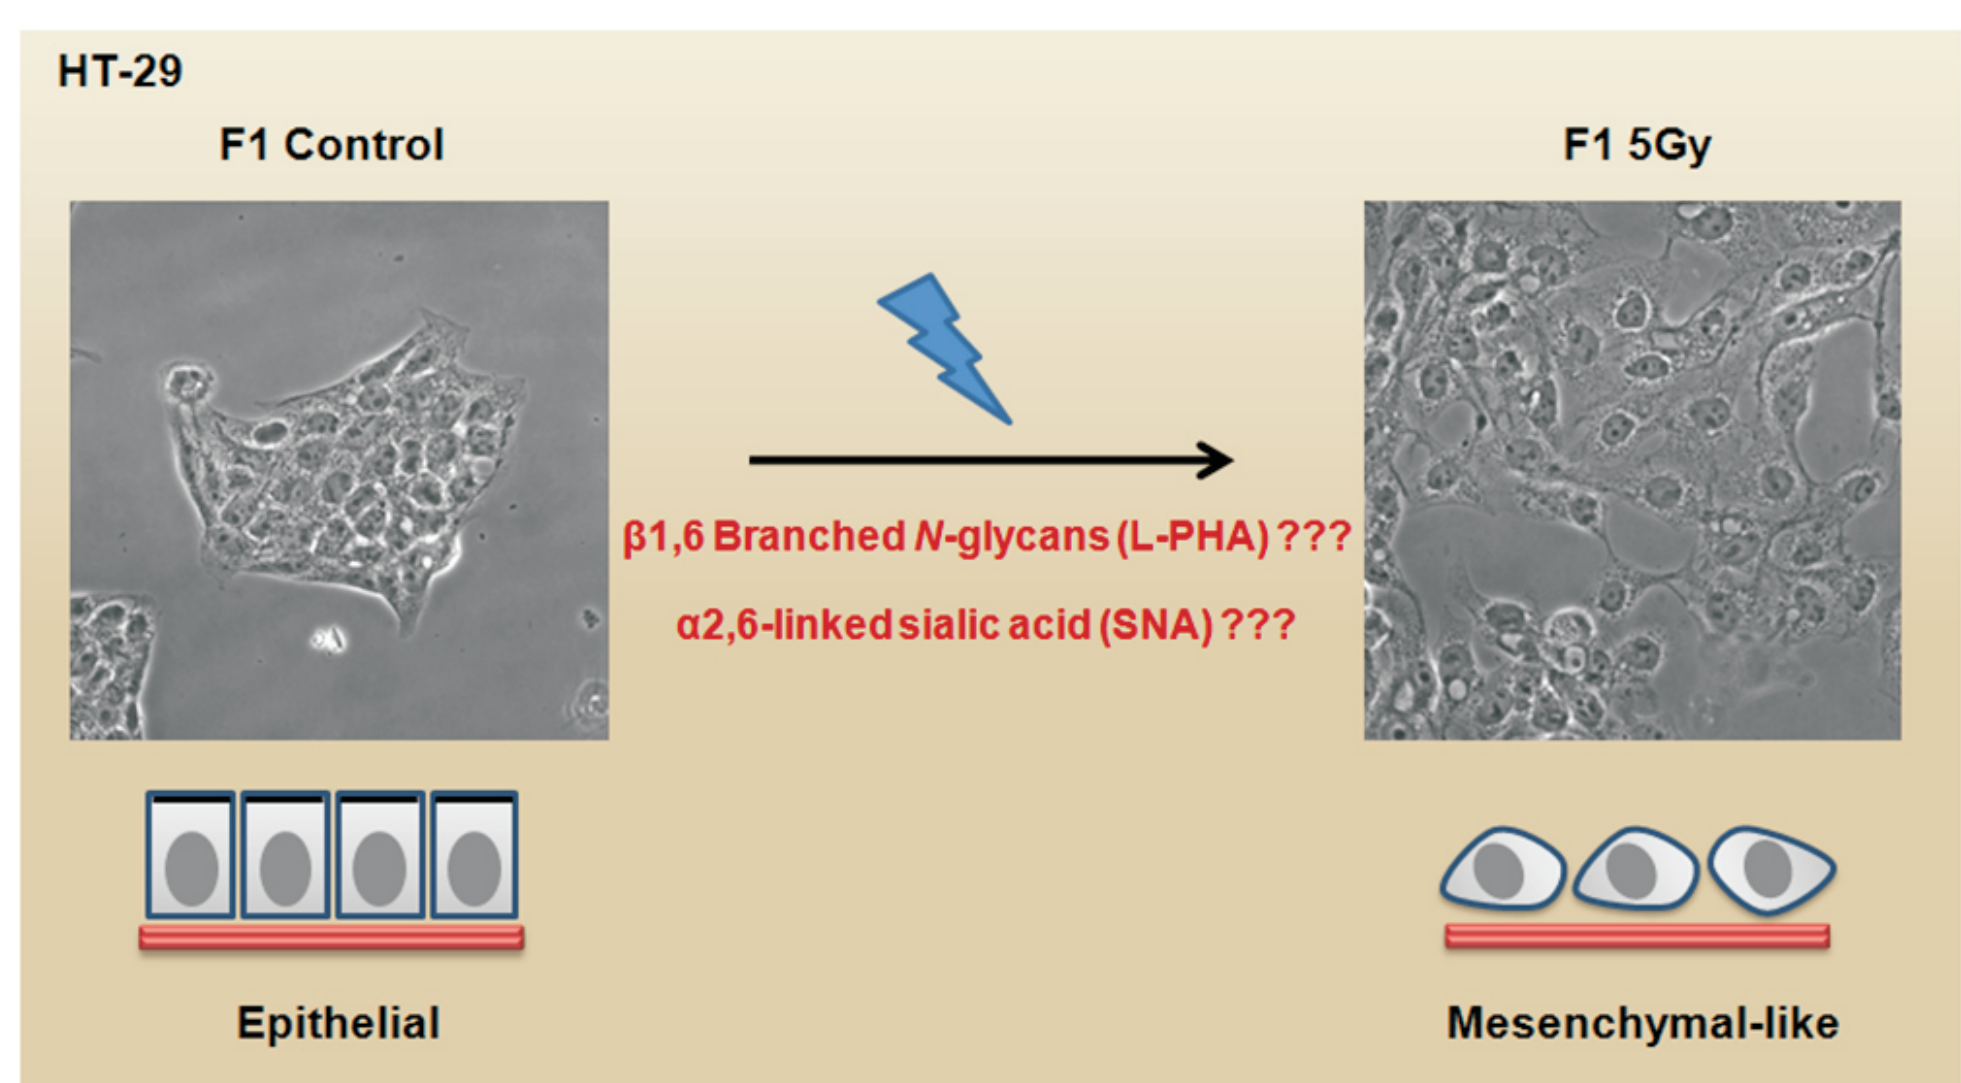 HT-29
F1 Control
F1 5Gy
β1,6 Branched N-glycans (L-PHA) ???
α2,6-linked sialic acid (SNA) ???
Epithelial
Mesenchymal-like